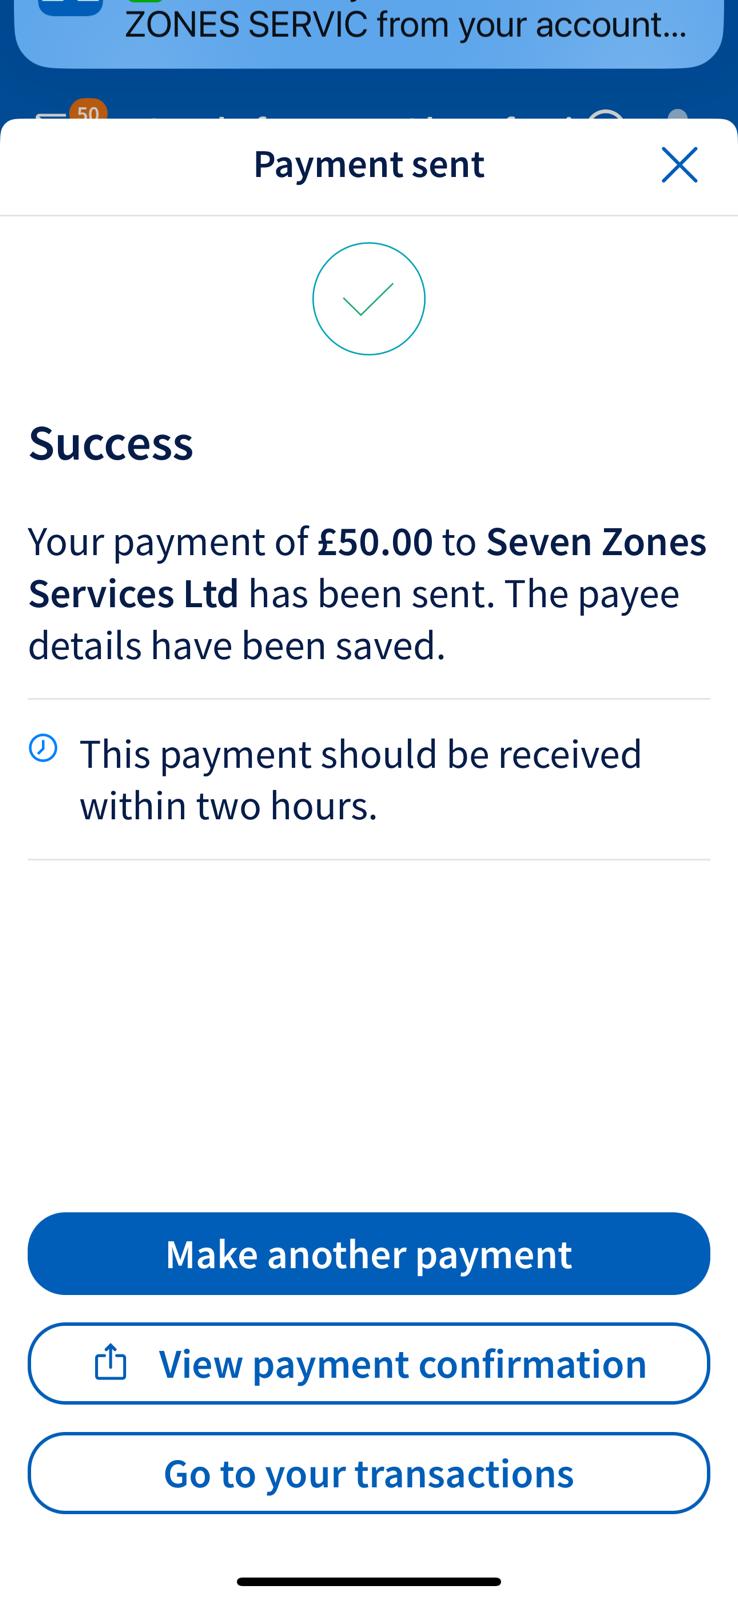 ZONES SERVIC from your account...
50
Payment sent
Success
Your payment of £50.00 to Seven Zones
Services Ltd has been sent. The payee
details have been saved.
This payment should be received
within two hours.
Make another payment
View payment confirmation
Go to your transactions